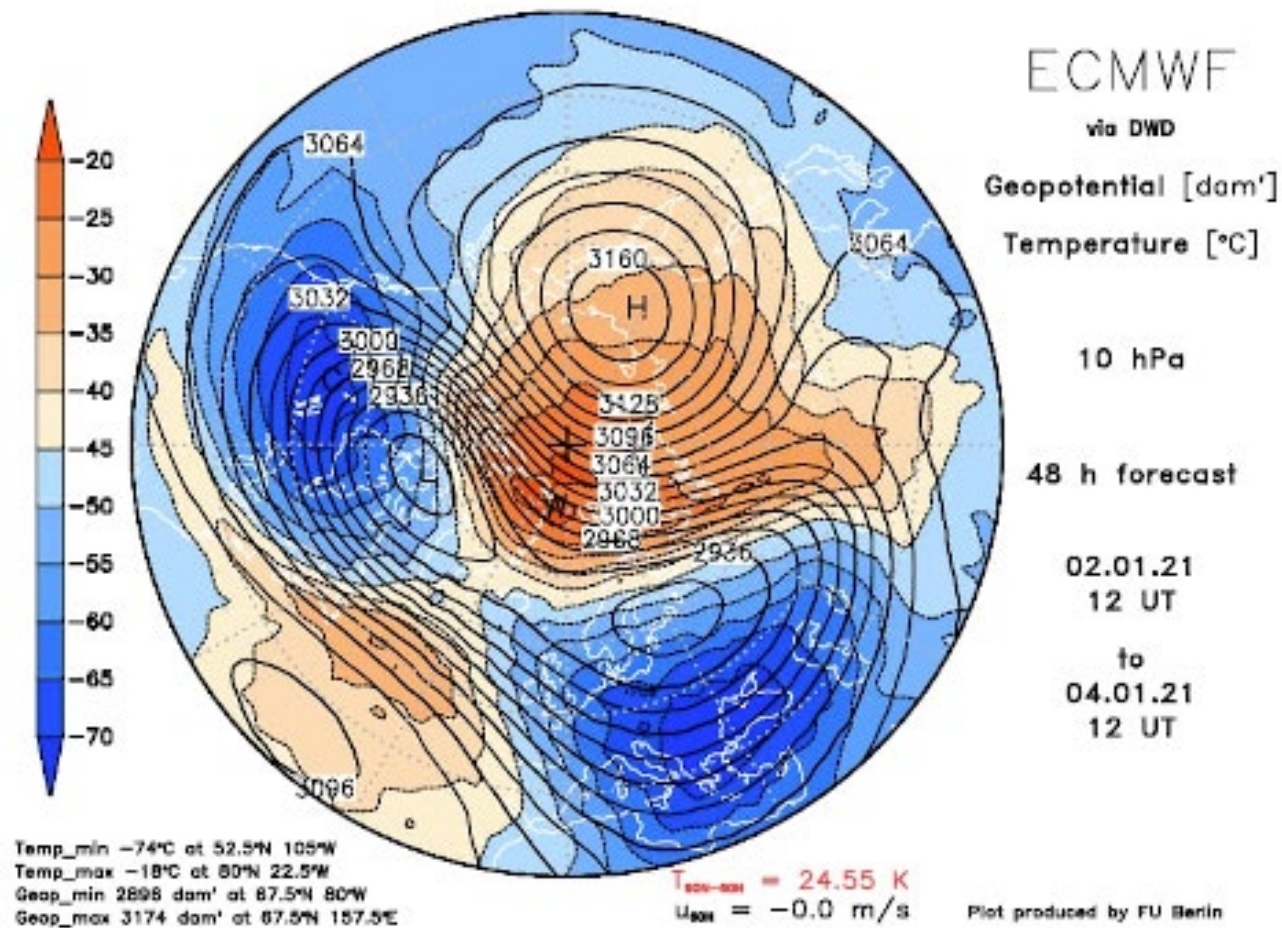 ECMWF
via DWD
Geopotential [dam']
Temperature [°C]
10 hPa
48 h forecast
02.01.21
12 UT
to
04.01.21
12 UT
-20
-25
-30
-35
-40
-45
-50
-55
-60
-65
-70
3064
3064
3160
H
3032
3000
2968
2936
3128
3096
3064
3032
3000
2968
2936
L
W
3096
Temp_min -74°C at 52.5°N 105°W
Temp_max -18°C at 80°N 22.5°W
Geop_min 2898 dam' at 67.5°N 80°W
Geop_max 3174 dam' at 67.5°N 157.5°E
= 24.55 K
= -0.0 m/s
Plot produced by FU Berlin